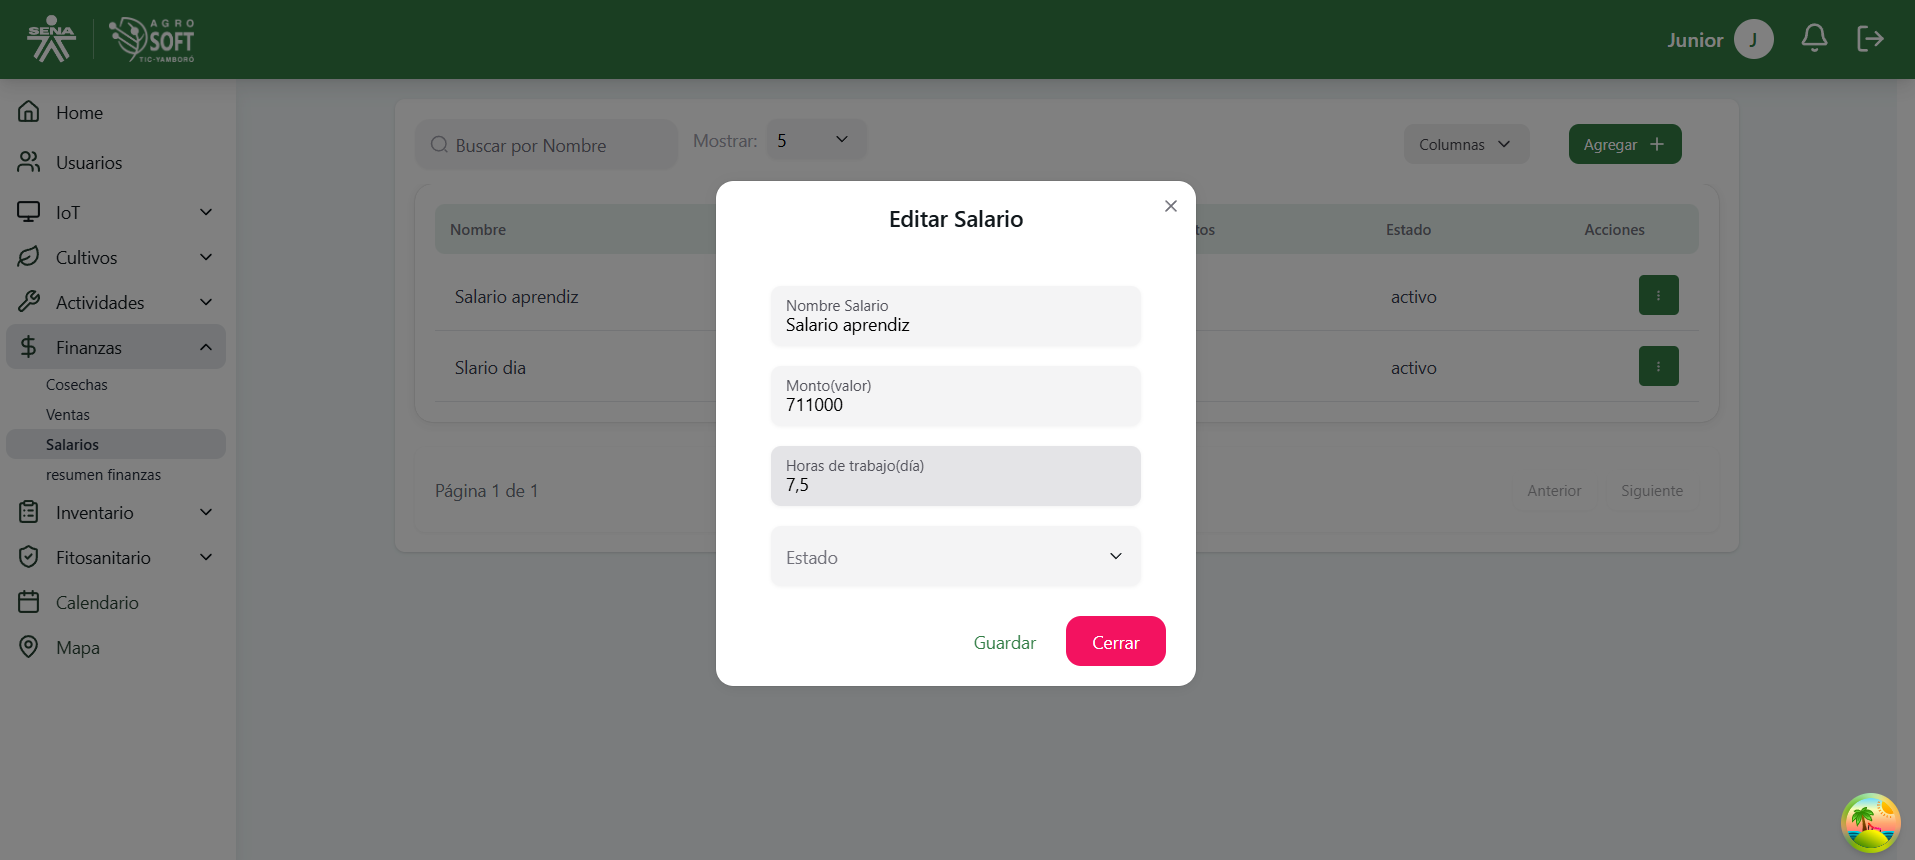 SENA
AGRO
SOFT
TIC-YAMBORÓ
Junior
J
Home
Usuarios
IoT
Cultivos
Actividades
Finanzas
Cosechas
Ventas
Salarios
resumen finanzas
Inventario
Fitosanitario
Calendario
Mapa
Buscar por Nombre
Mostrar:
5
Columnas
Agregar
Nombre
tos
Estado
Acciones
Salario aprendiz
activo
Slario dia
activo
Página 1 de 1
Anterior
Siguiente
Editar Salario
Nombre Salario
Salario aprendiz
Monto(valor)
711000
Horas de trabajo(día)
7,5
Estado
Guardar
Cerrar